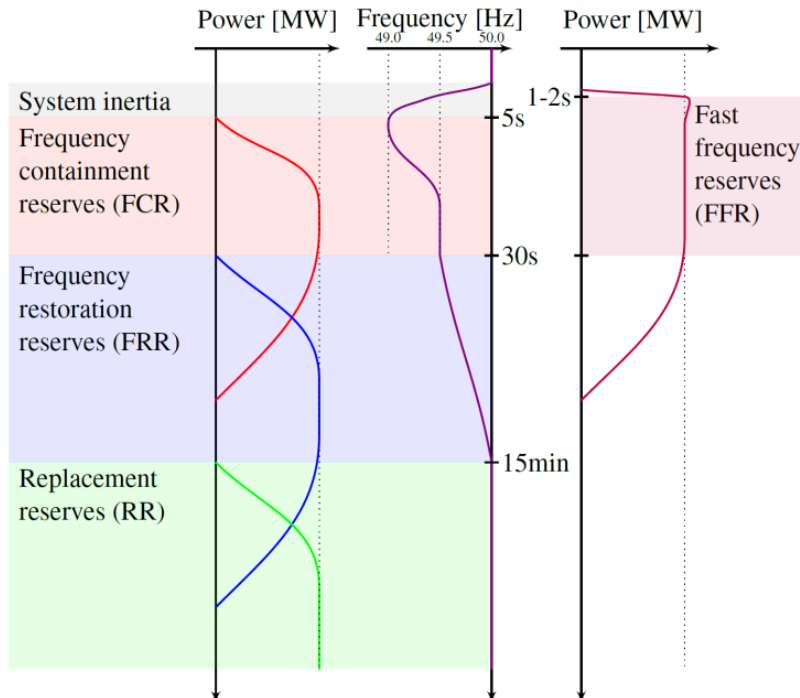 Power [MW]
Frequency [Hz]
Power [MW]
49.0
49.5
50.0
System inertia
1-2s
5s
Frequency
containment
reserves (FCR)
Fast
frequency
reserves
(FFR)
30s
Frequency
restoration
reserves (FRR)
15min
Replacement
reserves (RR)